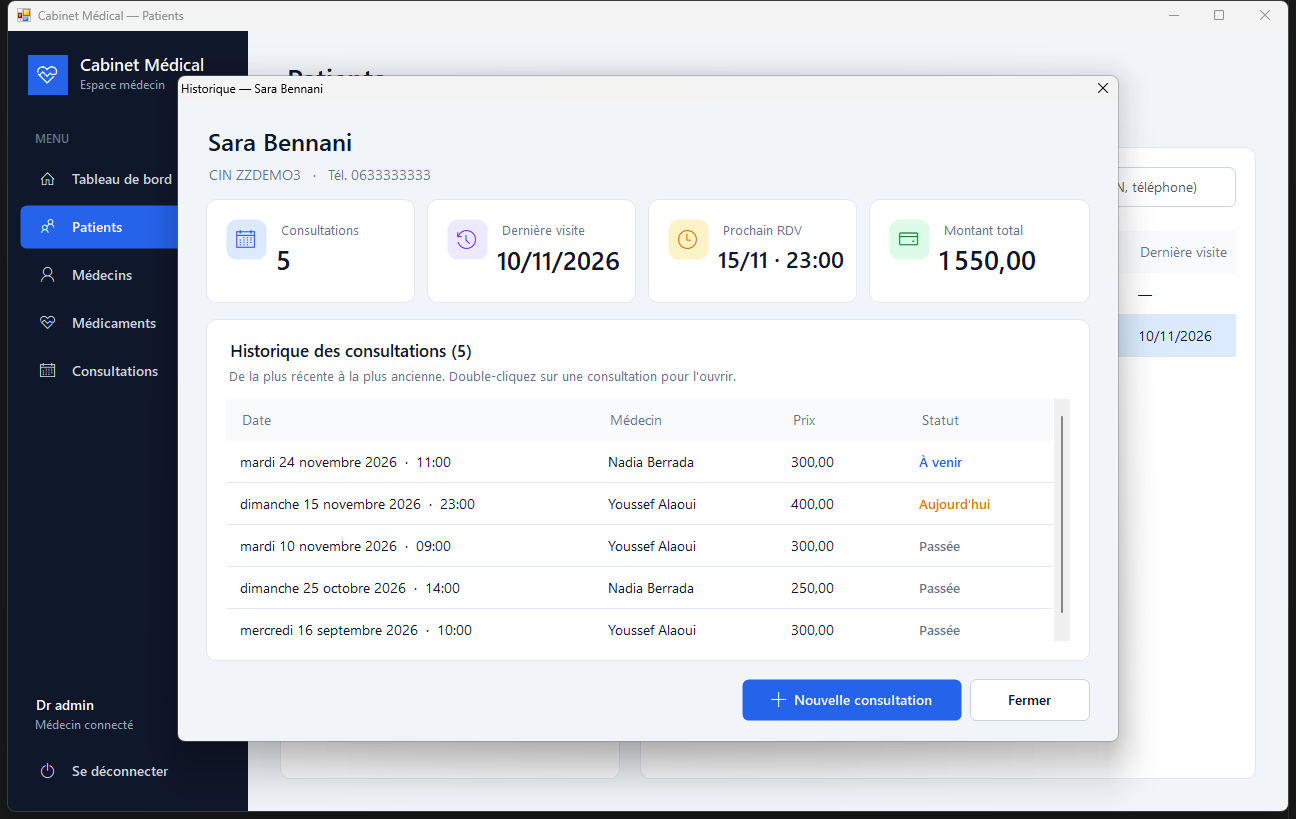 Cabinet Médical — Patients
Cabinet Médical
Espace médecin
MENU
Tableau de bord
Patients
Médecins
Médicaments
Consultations
Dr admin
Médecin connecté
Se déconnecter
Patients
téléphone)
Dernière visite
—
10/11/2026
Historique — Sara Bennani
Sara Bennani
CIN ZZDEMO3 · Tél. 0633333333
Consultations
5
Dernière visite
10/11/2026
Prochain RDV
15/11 · 23:00
Montant total
1 550,00
Historique des consultations (5)
De la plus récente à la plus ancienne. Double-cliquez sur une consultation pour l'ouvrir.
Date Médecin Prix Statut
mardi 24 novembre 2026 · 11:00 Nadia Berrada 300,00 À venir
dimanche 15 novembre 2026 · 23:00 Youssef Alaoui 400,00 Aujourd'hui
mardi 10 novembre 2026 · 09:00 Youssef Alaoui 300,00 Passée
dimanche 25 octobre 2026 · 14:00 Nadia Berrada 250,00 Passée
mercredi 16 septembre 2026 · 10:00 Youssef Alaoui 300,00 Passée
Nouvelle consultation
Fermer